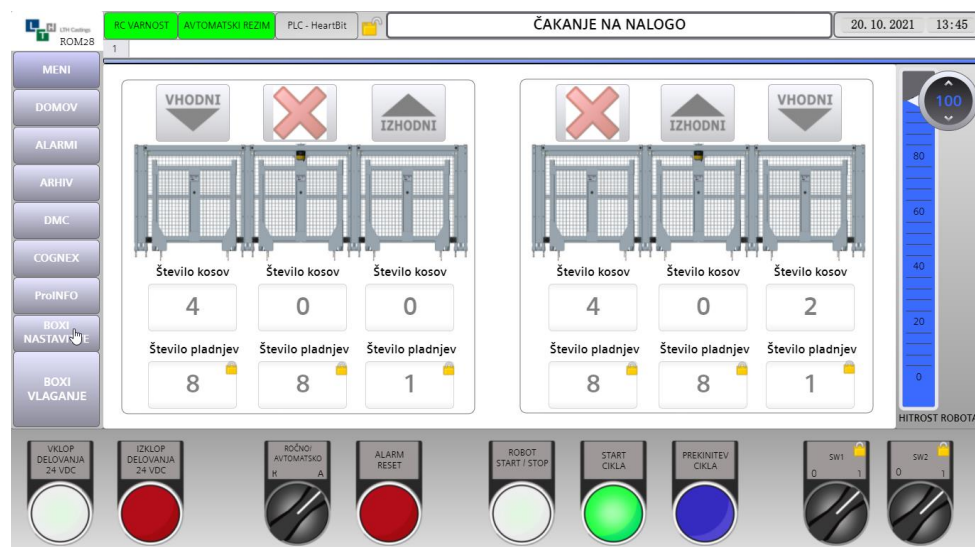 LTH Castings
ROM28
RC VARNOST
AVTOMATSKI REZIM
PLC - HeartBit
ČAKANJE NA NALOGO
20. 10. 2021 13:45
1
MENI
DOMOV
ALARMI
ARHIV
DMC
COGNEX
ProINFO
BOXI
BOXI
VLAGANJE
VHODNI
IZHODNI
IZHODNI
VHODNI
Število kosov
Število kosov
Število kosov
Število kosov
Število kosov
Število kosov
4
0
0
4
0
2
Število pladnjev
Število pladnjev
Število pladnjev
Število pladnjev
Število pladnjev
Število pladnjev
8
8
1
8
8
1
100
80
60
40
20
0
HITROST ROBOTA
VKLOP
DELOVANJA
24 VDC
IZKLOP
DELOVANJA
24 VDC
ROČNO/
AVTOMATSKO
R A
ALARM
RESET
ROBOT
START / STOP
START
CIKLA
PREKINITEV
CIKLA
SW1
0 1
SW2
0 1